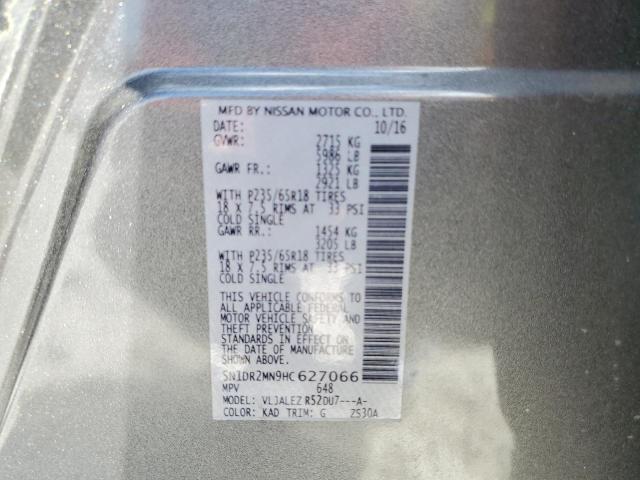 MFD BY NISSAN MOTOR CO., LTD.
DATE: 10/16
GVWR: 2715 KG
5986 LB
GAWR FR.: 1325 KG
2921 LB
WITH P235/65R18 TIRES
18 X 7.5 RIMS AT 33 PSI
COLD SINGLE
GAWR RR.: 1454 KG
3205 LB
WITH P235/65R18 TIRES
18 X 7.5 RIMS AT 33 PSI
COLD SINGLE
THIS VEHICLE CONFORMS TO
ALL APPLICABLE FEDERAL
MOTOR VEHICLE SAFETY AND
THEFT PREVENTION
STANDARDS IN EFFECT ON
THE DATE OF MANUFACTURE
SHOWN ABOVE.
5N1DR2MN9HC627066
MPV 648
MODEL: VLJALEZ R52DU7---A-
COLOR: KAD TRIM: G ZS30A